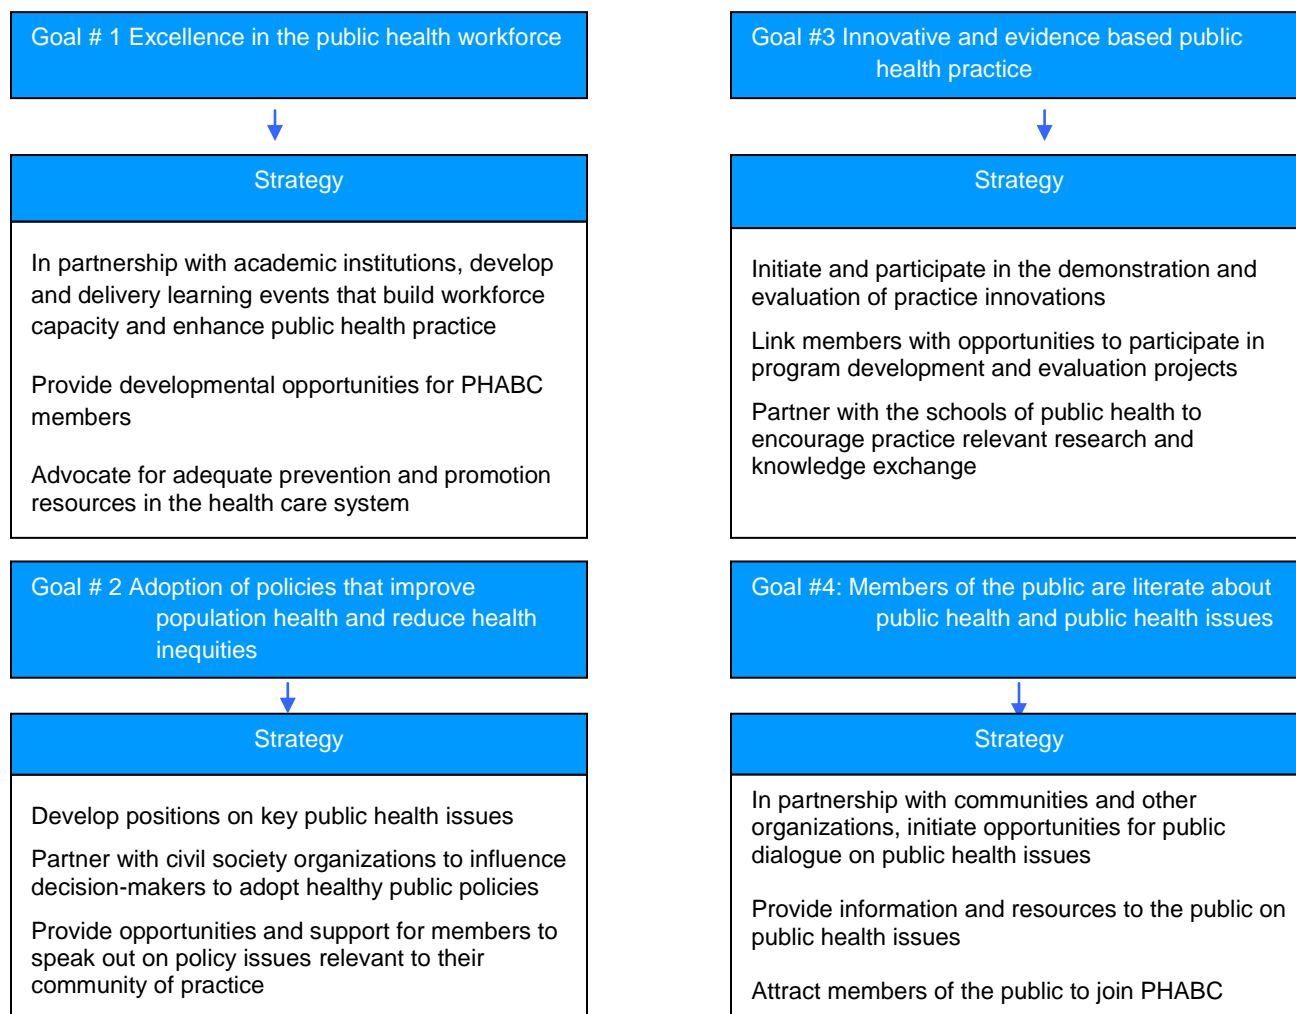 Goal # 1 Excellence in the public health workforce
Strategy
In partnership with academic institutions, develop
and delivery learning events that build workforce
capacity and enhance public health practice
Provide developmental opportunities for PHABC
members
Advocate for adequate prevention and promotion
resources in the health care system
Goal # 2 Adoption of policies that improve
population health and reduce health
inequities
Strategy
Develop positions on key public health issues
Partner with civil society organizations to influence
decision-makers to adopt healthy public policies
Provide opportunities and support for members to
speak out on policy issues relevant to their
community of practice
Goal #3 Innovative and evidence based public
health practice
Strategy
Initiate and participate in the demonstration and
evaluation of practice innovations
Link members with opportunities to participate in
program development and evaluation projects
Partner with the schools of public health to
encourage practice relevant research and
knowledge exchange
Goal #4: Members of the public are literate about
public health and public health issues
Strategy
In partnership with communities and other
organizations, initiate opportunities for public
dialogue on public health issues
Provide information and resources to the public on
public health issues
Attract members of the public to join PHABC